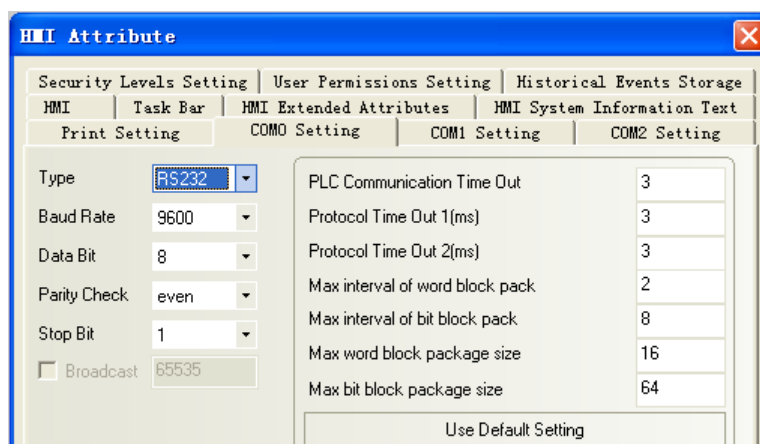 HMI Attribute
Security Levels Setting User Permissions Setting Historical Events Storage
HMI Task Bar HMI Extended Attributes HMI System Information Text
Print Setting COM0 Setting COM1 Setting COM2 Setting
Type RS232
Baud Rate 9600
Data Bit 8
Parity Check even
Stop Bit 1
Broadcast 65535
PLC Communication Time Out 3
Protocol Time Out 1(ms) 3
Protocol Time Out 2(ms) 3
Max interval of word block pack 2
Max interval of bit block pack 8
Max word block package size 16
Max bit block package size 64
Use Default Setting